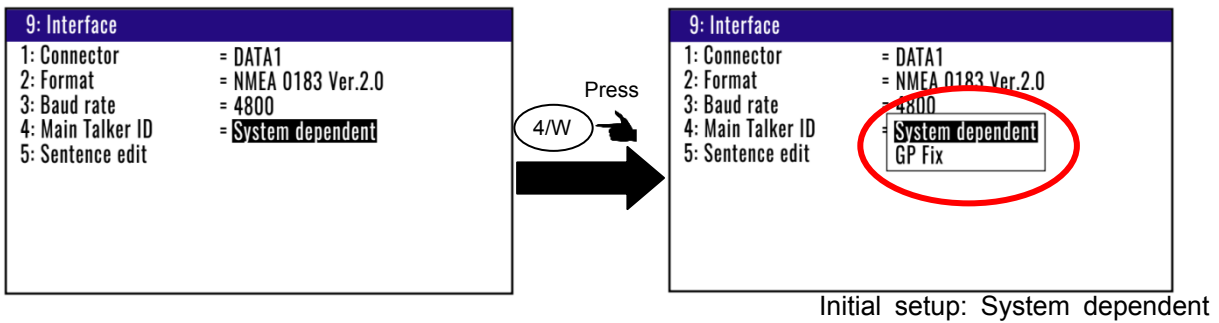 9: Interface
1: Connector = DATA1
2: Format = NMEA 0183 Ver.2.0
3: Baud rate = 4800
4: Main Talker ID = System dependent
5: Sentence edit
Press
4/W
9: Interface
1: Connector = DATA1
2: Format = NMEA 0183 Ver.2.0
3: Baud rate = 4800
4: Main Talker ID = System dependent
5: Sentence edit GP Fix
Initial setup: System dependent